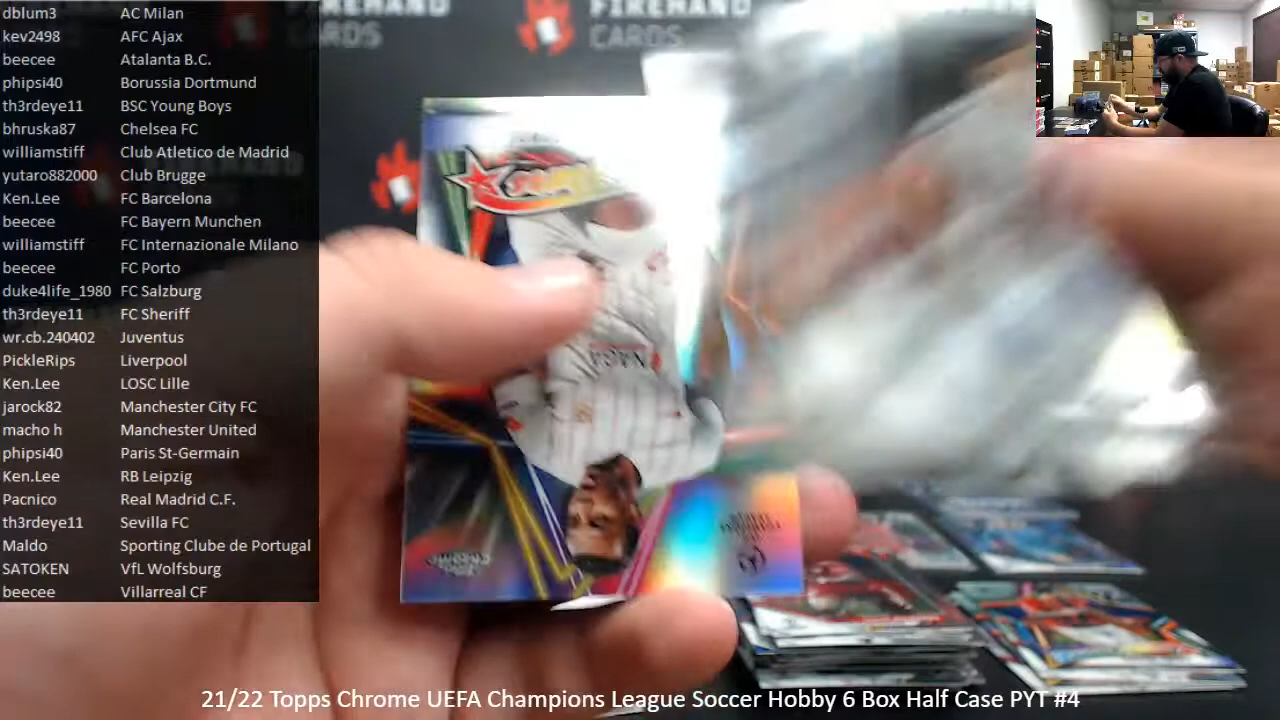 dblum3 AC Milan
kev2498 AFC Ajax
beecee Atalanta B.C.
phipsi40 Borussia Dortmund
th3rdeye11 BSC Young Boys
bhruska87 Chelsea FC
williamstiff Club Atletico de Madrid
yutaro882000 Club Brugge
Ken.Lee FC Barcelona
beecee FC Bayern Munchen
williamstiff FC Internazionale Milano
beecee FC Porto
duke4life_1980 FC Salzburg
th3rdeye11 FC Sheriff
wr.cb.240402 Juventus
PickleRips Liverpool
Ken.Lee LOSC Lille
jarock82 Manchester City FC
macho h Manchester United
phipsi40 Paris St-Germain
Ken.Lee RB Leipzig
Pacnico Real Madrid C.F.
th3rdeye11 Sevilla FC
Maldo Sporting Clube de Portugal
SATOKEN VfL Wolfsburg
beecee Villarreal CF
FIREHAND
CARDS
21/22 Topps Chrome UEFA Champions League Soccer Hobby 6 Box Half Case PYT #4